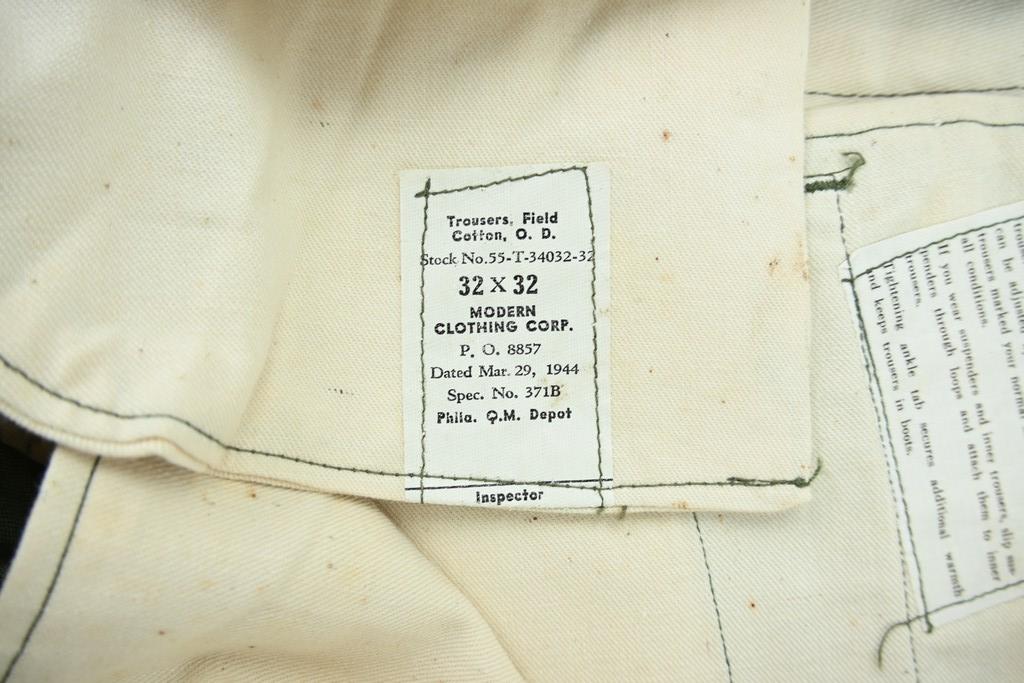 Trousers, Field
Cotton, O. D.
Stock No.55-T-34032-32
32 X 32
MODERN
CLOTHING CORP.
P. O. 8857
Dated Mar. 29, 1944
Spec. No. 371B
Phila. Q.M. Depot
Inspector
can be adjusted
trousers marked your normal
all conditions.
If you wear suspenders and inner trousers, slip sus-
penders through loops and attach them to inner
trousers.
Tightening ankle tab secures additional warmth
and keeps trousers in boots.